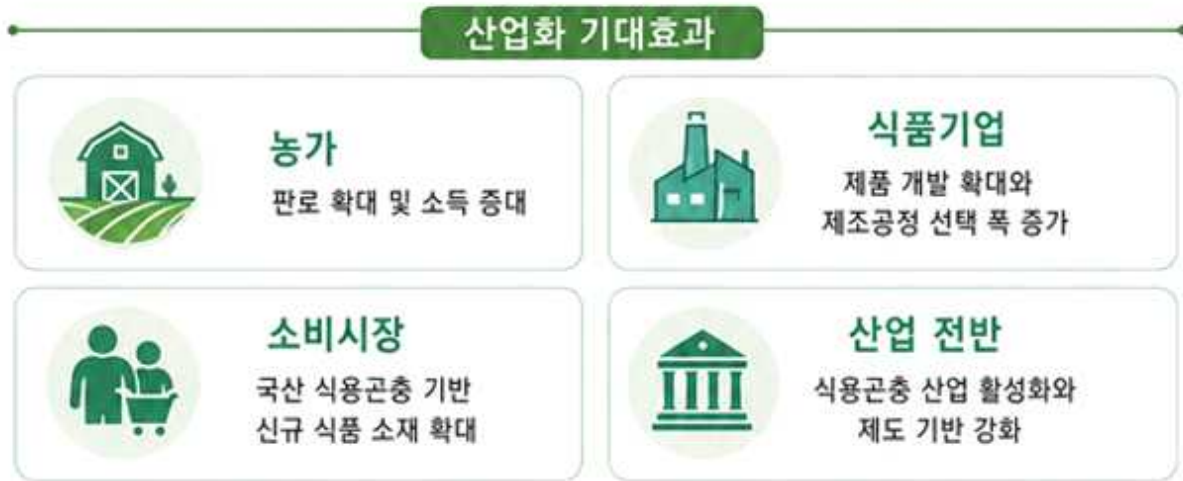 산업화 기대효과
농가
판로 확대 및 소득 증대
식품기업
제품 개발 확대와
제조공정 선택 폭 증가
소비시장
국산 식용곤충 기반
신규 식품 소재 확대
산업 전반
식용곤충 산업 활성화와
제도 기반 강화